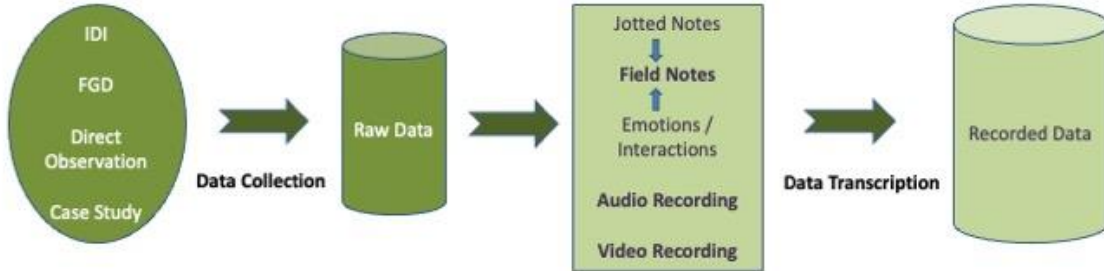 IDI
FGD
Direct
Observation
Case Study
Data Collection
Raw Data
Jotted Notes
Field Notes
Emotions /
Interactions
Audio Recording
Video Recording
Data Transcription
Recorded Data